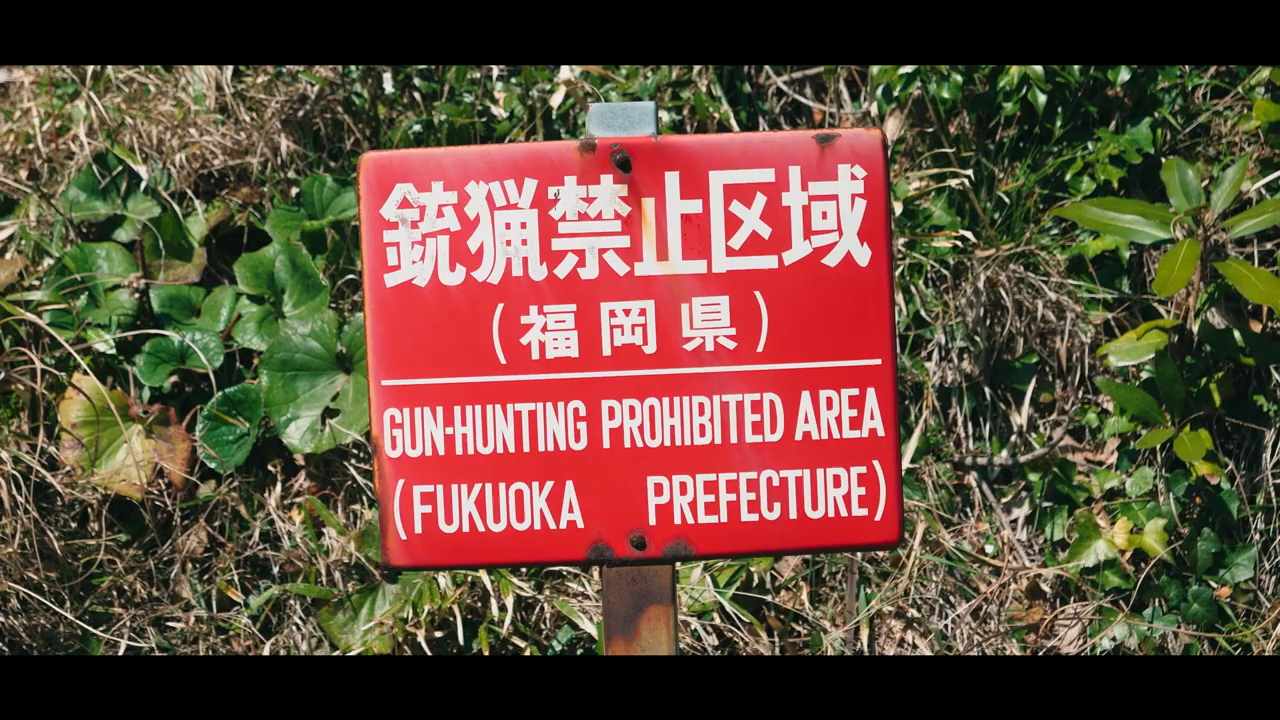 銃猟禁止区域
(福岡県)
GUN-HUNTING PROHIBITED AREA
(FUKUOKA PREFECTURE)